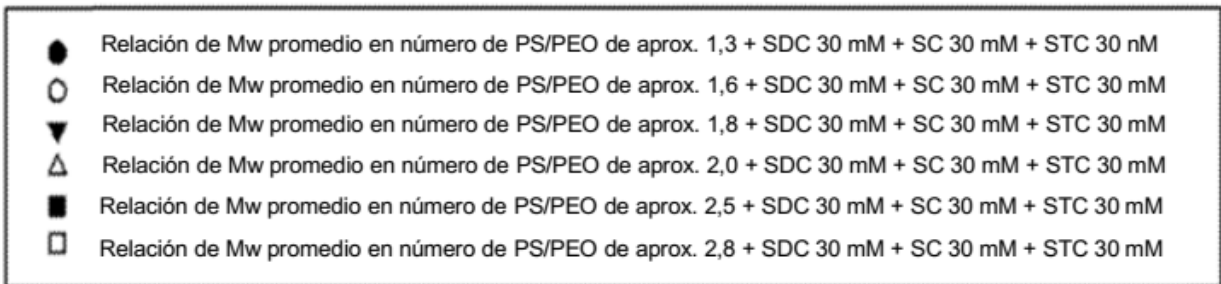 Relación de Mw promedio en número de PS/PEO de aprox. 1,3 + SDC 30 mM + SC 30 mM + STC 30 nM
Relación de Mw promedio en número de PS/PEO de aprox. 1,6 + SDC 30 mM + SC 30 mM + STC 30 mM
Relación de Mw promedio en número de PS/PEO de aprox. 1,8 + SDC 30 mM + SC 30 mM + STC 30 mM
Relación de Mw promedio en número de PS/PEO de aprox. 2,0 + SDC 30 mM + SC 30 mM + STC 30 mM
Relación de Mw promedio en número de PS/PEO de aprox. 2,5 + SDC 30 mM + SC 30 mM + STC 30 mM
Relación de Mw promedio en número de PS/PEO de aprox. 2,8 + SDC 30 mM + SC 30 mM + STC 30 mM